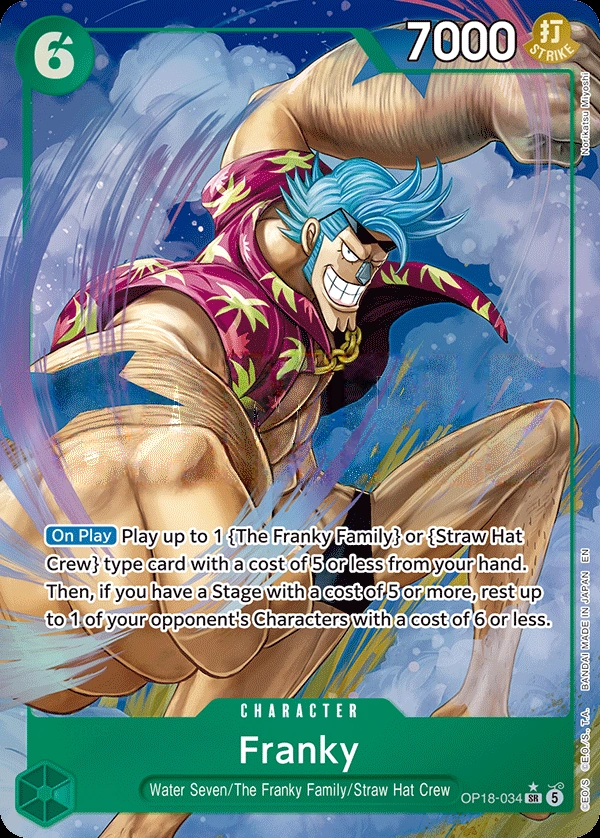 6
7000
打
STRIKE
Norikatsu Miyoshi
On Play Play up to 1 {The Franky Family} or {Straw Hat
Crew} type card with a cost of 5 or less from your hand.
Then, if you have a Stage with a cost of 5 or more, rest up
to 1 of your opponent's Characters with a cost of 6 or less.
©E.O/S. ©E.O./S., T.A. BANDAI MADE IN JAPAN EN
CHARACTER
Franky
Water Seven/The Franky Family/Straw Hat Crew
OP18-034 SR 5